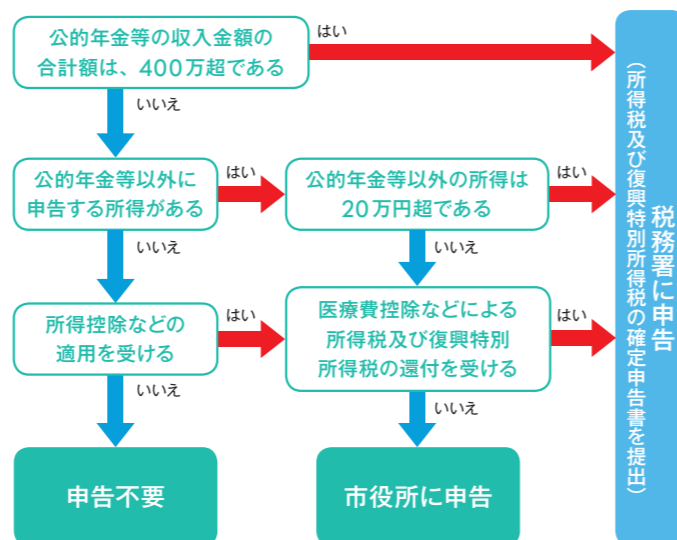 公的年金等の収入金額の
合計額は、400万超である
はい
いいえ
公的年金等以外に
申告する所得がある
はい
公的年金等以外の所得は
20万円超である
はい
いいえ
いいえ
所得控除などの
適用を受ける
はい
医療費控除などによる
所得税及び復興特別
所得税の還付を受ける
はい
いいえ
いいえ
申告不要
市役所に申告
税務署に申告
（所得税及び復興特別所得税の確定申告書を提出）